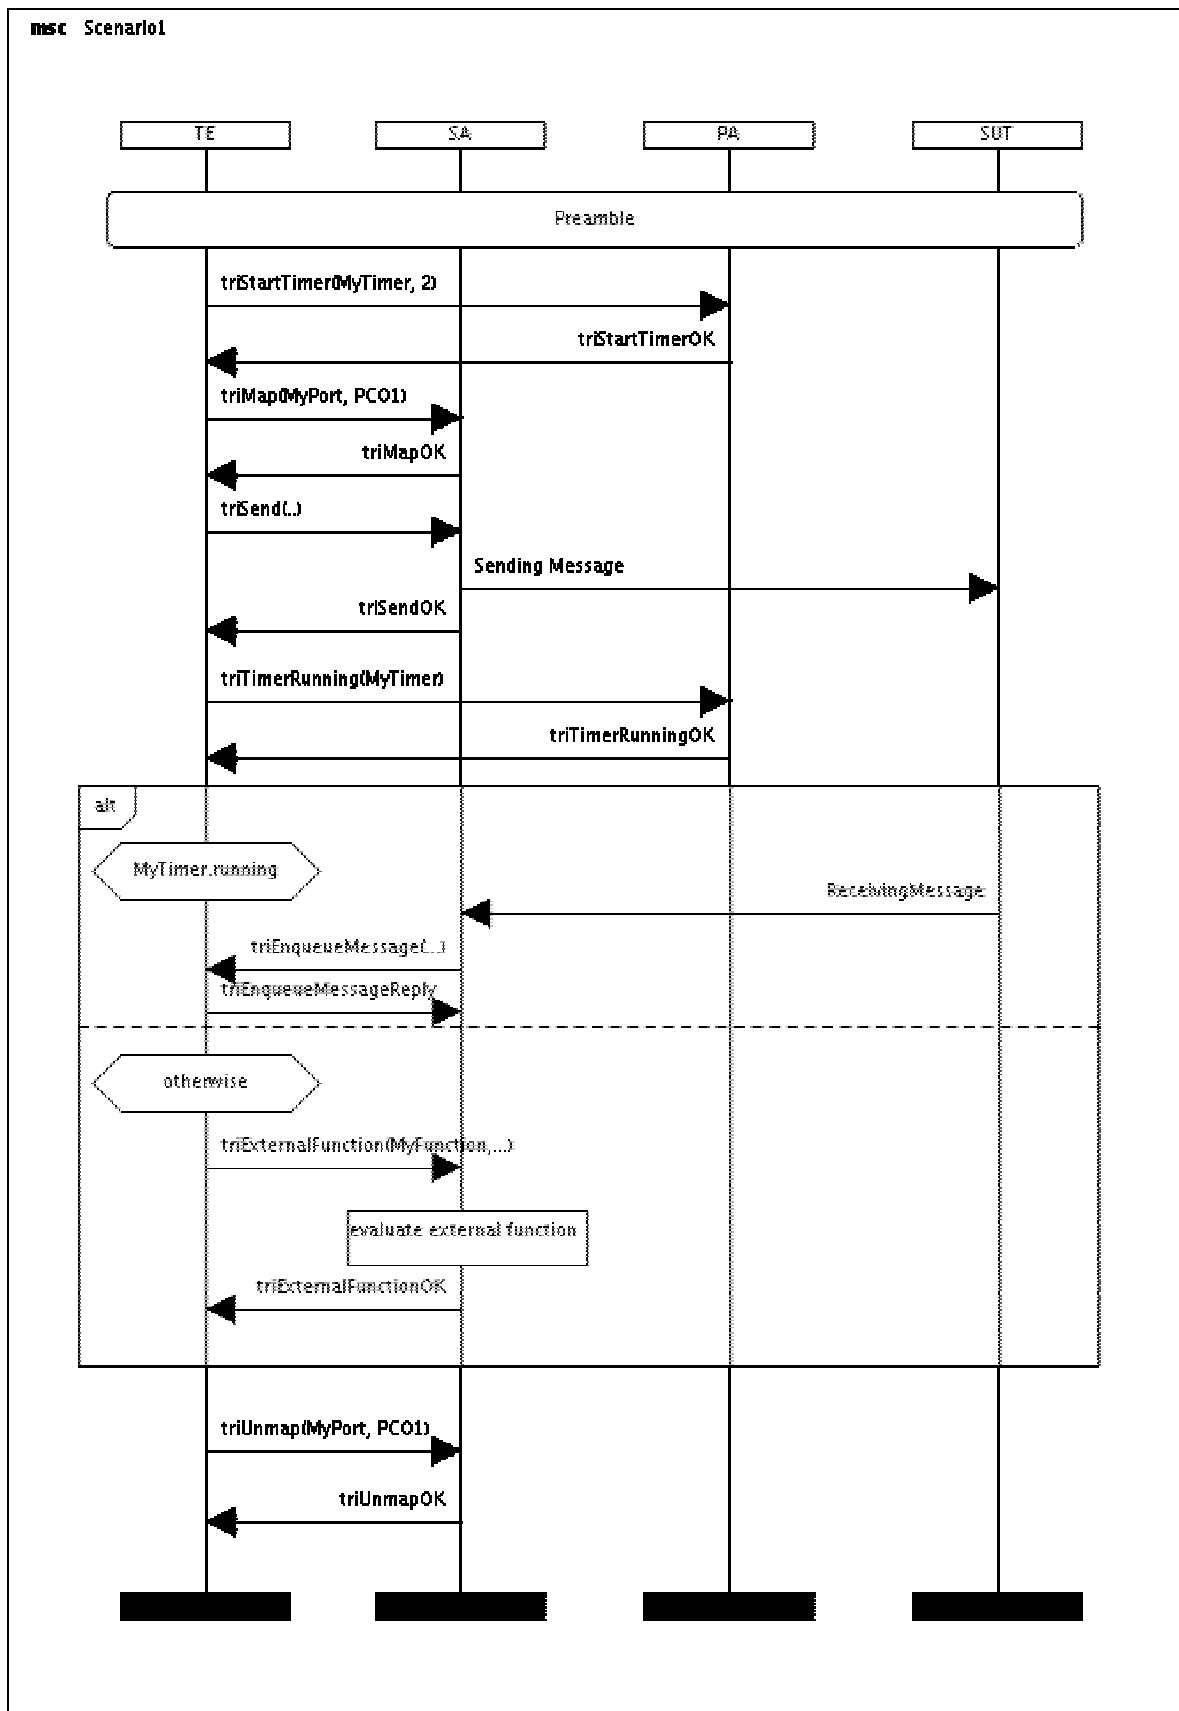 msc Scenario1
TE SA PA SUT
Preamble
triStartTimer(MyTimer, 2)
triStartTimerOK
triMap(MyPort, PCO1)
triMapOK
triSend(..)
Sending Message
triSendOK
triTimerRunning(MyTimer)
triTimerRunningOK
alt
MyTimer.running
ReceivingMessage
triEnqueueMessage(...)
triEnqueueMessageReply
otherwise
triExternalFunction(MyFunction,...)
evaluate external function
triExternalFunctionOK
triUnmap(MyPort, PCO1)
triUnmapOK